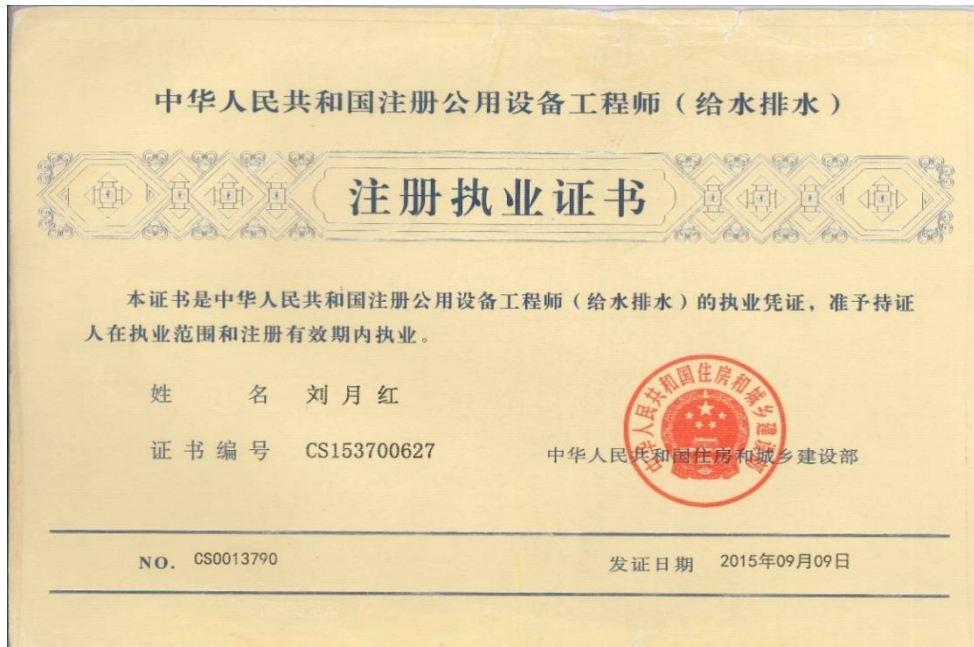 中华人民共和国注册公用设备工程师（给水排水）
注册执业证书
本证书是中华人民共和国注册公用设备工程师（给水排水）的执业凭证，准予持证
人在执业范围和注册有效期内执业。
姓 名 刘月红
证书编号 CS153700627
中华人民共和国住房和城乡建设部
中华人民共和国住房和城乡建设部
NO. CS0013790 发证日期 2015年09月09日